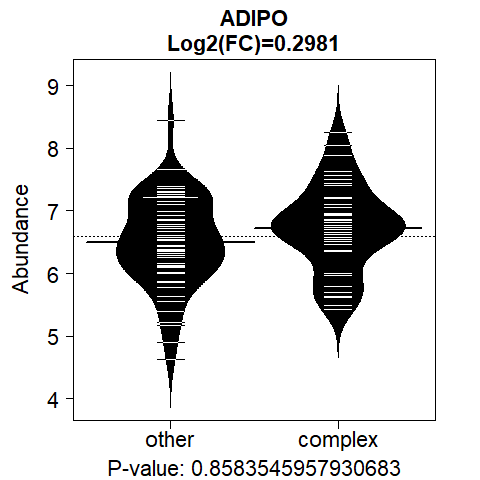 ADIPO
Log2(FC)=0.2981
9
8
7
6
5
4
Abundance
other complex
P-value: 0.8583545957930683